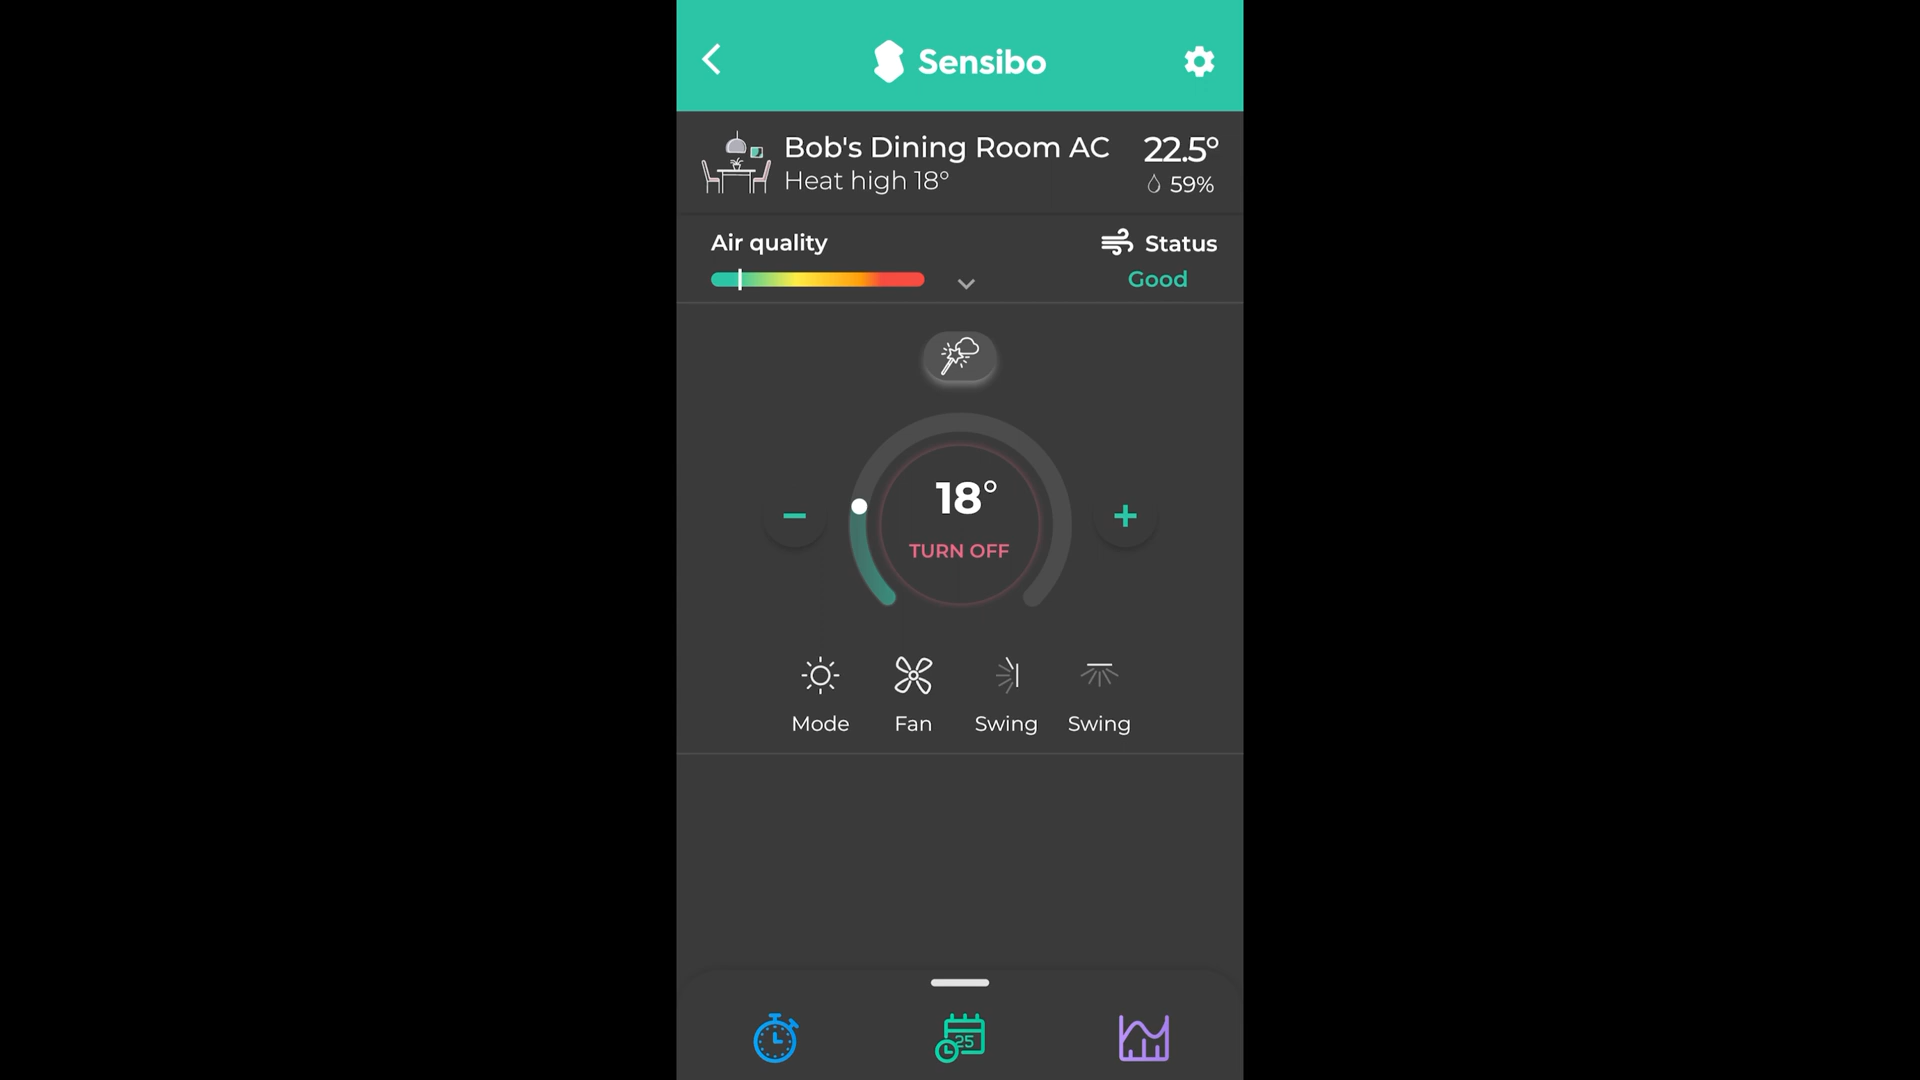 Sensibo
Bob's Dining Room AC
22.5°
Heat high 18°
59%
Air quality
Status
Good
18°
TURN OFF
Mode
Fan
Swing
Swing
25